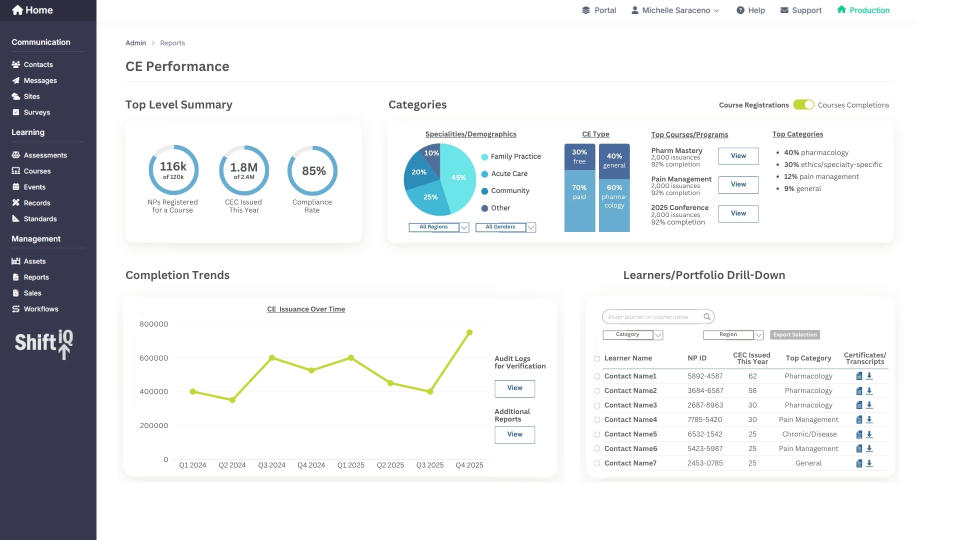 Home
Communication
Contacts
Messages
Sites
Surveys
Learning
Assessments
Courses
Events
Records
Standards
Management
Assets
Reports
Sales
Workflows
Shift iQ
Portal
Michelle Saraceno
Help
Support
Production
Admin > Reports
CE Performance
Top Level Summary
116k
of 120k
NPs Registered
for a Course
1.8M
of 2.4M
CEC Issued
This Year
85%
Compliance
Rate
Categories
Course Registrations
Courses Completions
Specialities/Demographics
10%
20%
45%
25%
Family Practice
Acute Care
Community
Other
All Regions
All Genders
CE Type
30%
free
70%
paid
40%
general
60%
pharma-
cology
Top Courses/Programs
Pharm Mastery
2,000 issuances
92% completion
View
Pain Management
2,000 issuances
92% completion
View
2025 Conference
2,000 issuances
92% completion
View
Top Categories
• 40% pharmacology
• 30% ethics/specialty-specific
• 12% pain management
• 9% general
Completion Trends
CE Issuance Over Time
800000
600000
400000
200000
0
Q1 2024 Q2 2024 Q3 2024 Q4 2024 Q1 2025 Q2 2025 Q3 2025 Q4 2025
Audit Logs
for Verification
View
Additional
Reports
View
Learners/Portfolio Drill-Down
Enter learner or course name
Category
Region
Export Selection
Learner Name NP ID CEC Issued This Year Top Category Certificates/ Transcripts
Contact Name1 5892-4587 62 Pharmacology
Contact Name2 3684-6587 58 Pharmacology
Contact Name3 2687-8963 30 Pharmacology
Contact Name4 7785-5420 30 Pain Management
Contact Name5 6532-1542 25 Chronic/Disease
Contact Name6 5423-5987 25 Pain Management
Contact Name7 2453-0785 25 General